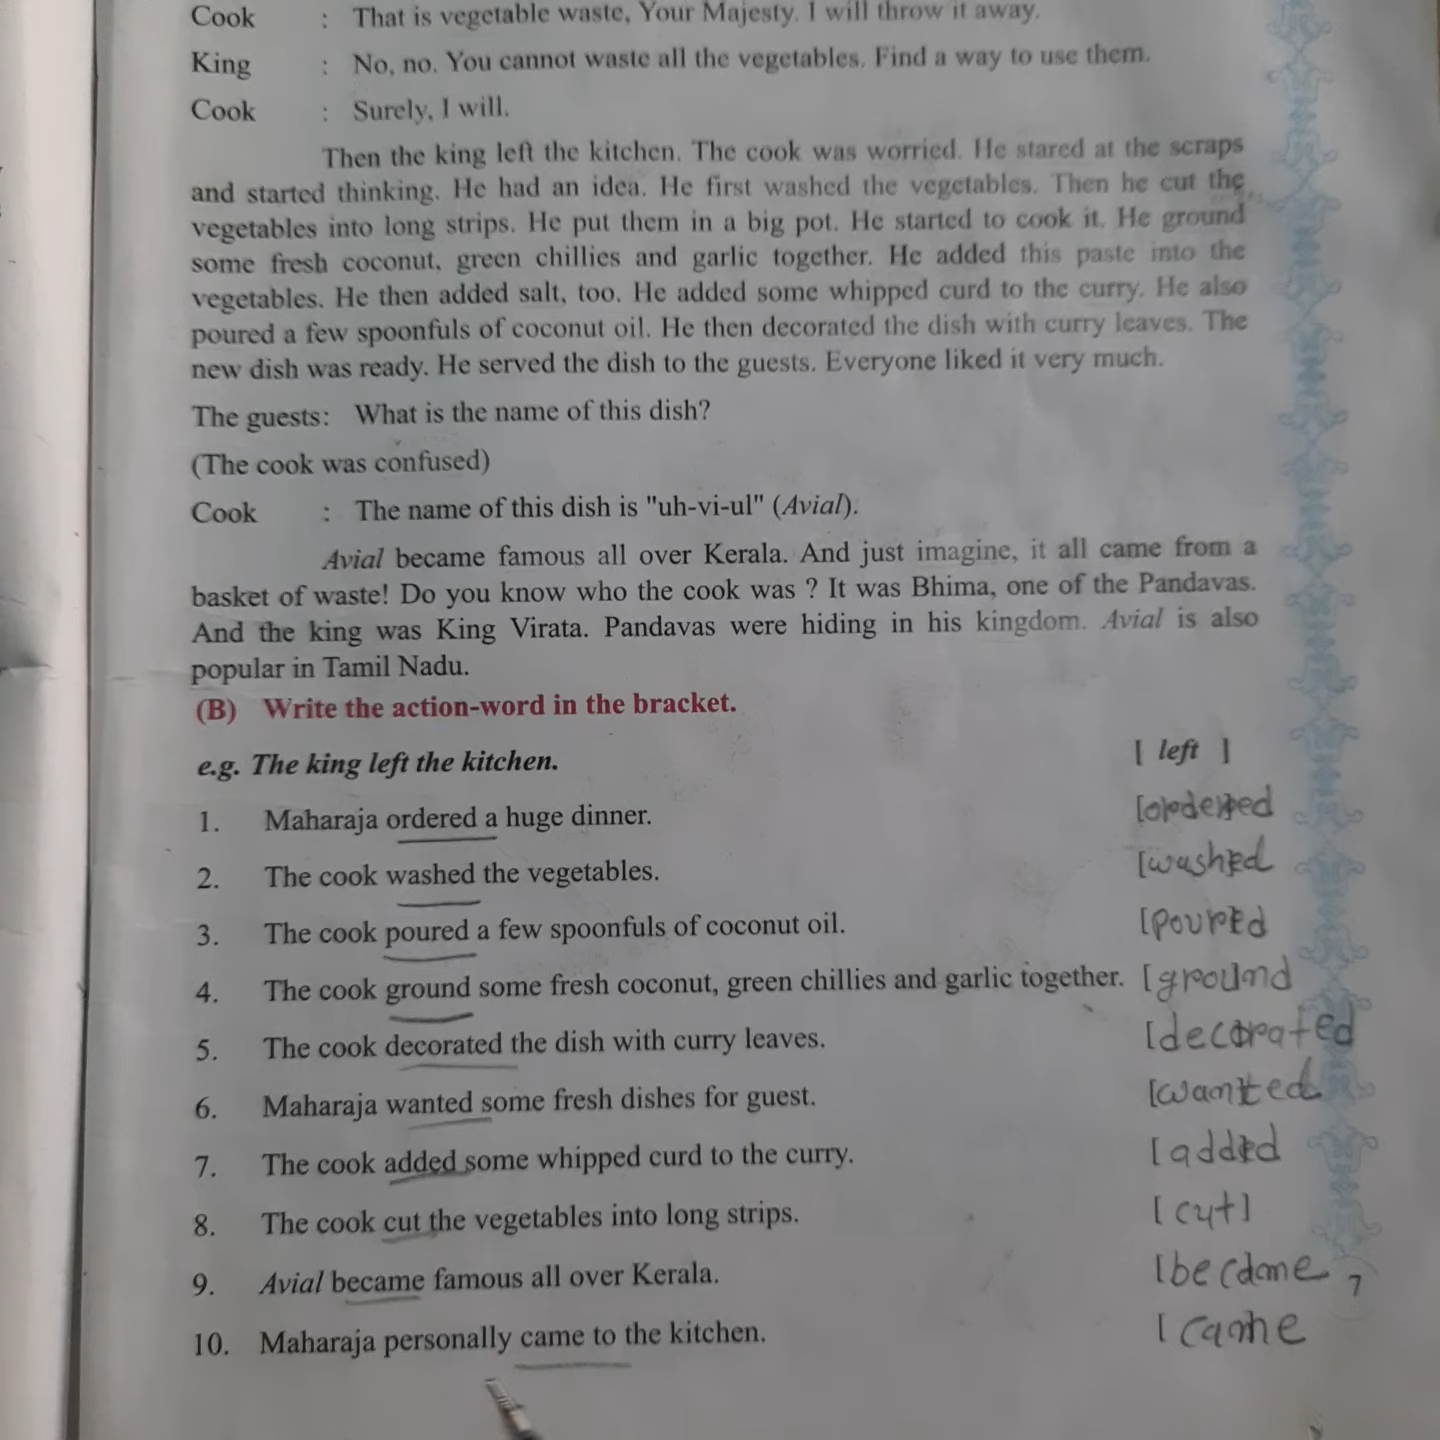 Cook : That is vegetable waste, Your Majesty. I will throw it away.
King : No, no. You cannot waste all the vegetables. Find a way to use them.
Cook : Surely, I will.
Then the king left the kitchen. The cook was worried. He stared at the scraps
and started thinking. He had an idea. He first washed the vegetables. Then he cut the
vegetables into long strips. He put them in a big pot. He started to cook it. He ground
some fresh coconut, green chillies and garlic together. He added this paste into the
vegetables. He then added salt, too. He added some whipped curd to the curry. He also
poured a few spoonfuls of coconut oil. He then decorated the dish with curry leaves. The
new dish was ready. He served the dish to the guests. Everyone liked it very much.
The guests: What is the name of this dish?
(The cook was confused)
Cook : The name of this dish is "uh-vi-ul" (Avial).
Avial became famous all over Kerala. And just imagine, it all came from a
basket of waste! Do you know who the cook was ? It was Bhima, one of the Pandavas.
And the king was King Virata. Pandavas were hiding in his kingdom. Avial is also
popular in Tamil Nadu.
(B) Write the action-word in the bracket.
e.g. The king left the kitchen. [ left ]
1. Maharaja ordered a huge dinner. [ordered
2. The cook washed the vegetables. [washed
3. The cook poured a few spoonfuls of coconut oil. [poured
4. The cook ground some fresh coconut, green chillies and garlic together. [ground
5. The cook decorated the dish with curry leaves. [decorated
6. Maharaja wanted some fresh dishes for guest. [wanted
7. The cook added some whipped curd to the curry. [added
8. The cook cut the vegetables into long strips. [cut]
9. Avial became famous all over Kerala. [became 7
10. Maharaja personally came to the kitchen. [came